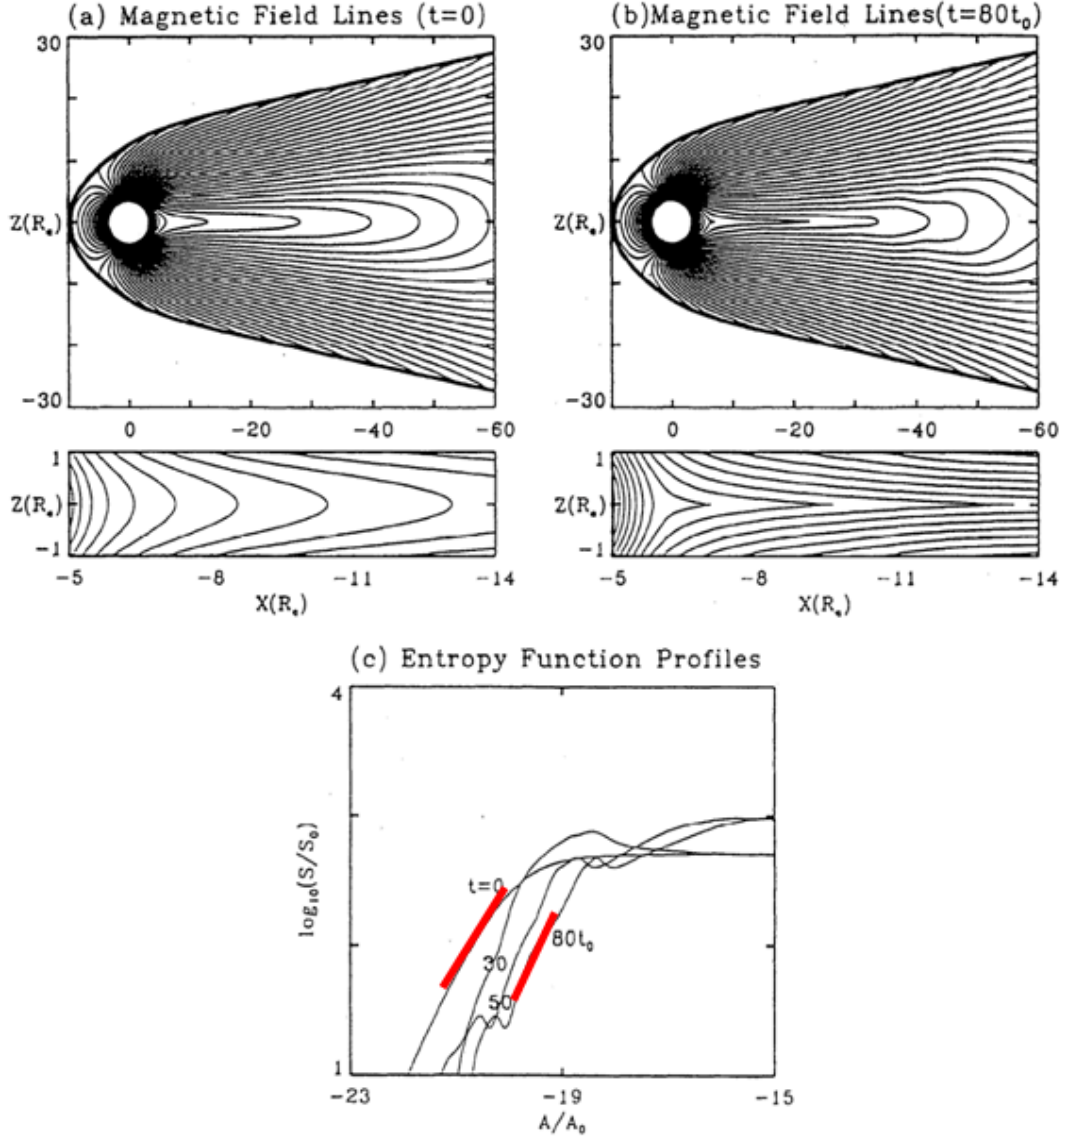 (a) Magnetic Field Lines (t=0)
(b)Magnetic Field Lines(t=80t₀)
30
Z(Rₑ)
-30
0 -20 -40 -60
30
Z(Rₑ)
-30
0 -20 -40 -60
1
Z(Rₑ)
-1
-5 -8 -11 -14
X(Rₑ)
1
Z(Rₑ)
-1
-5 -8 -11 -14
X(Rₑ)
(c) Entropy Function Profiles
4
log₁₀(S/S₀)
1
t=0
80t₀
30
50
-23 -19 -15
A/A₀